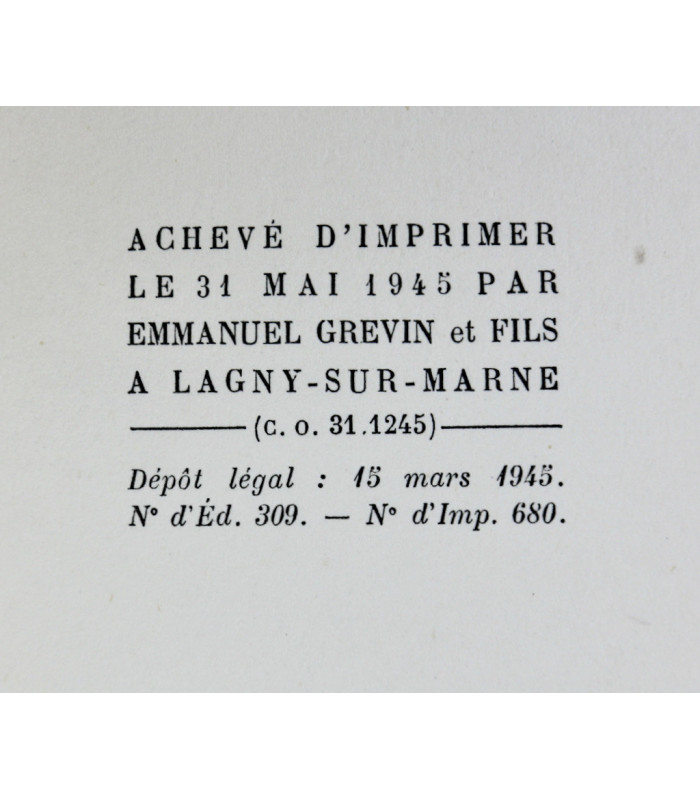 ACHEVÉ D'IMPRIMER
LE 31 MAI 1945 PAR
EMMANUEL GREVIN et FILS
A LAGNY-SUR-MARNE
(C. O. 31.1245)
Dépôt légal : 15 mars 1945.
N° d'Éd. 309. — N° d'Imp. 680.